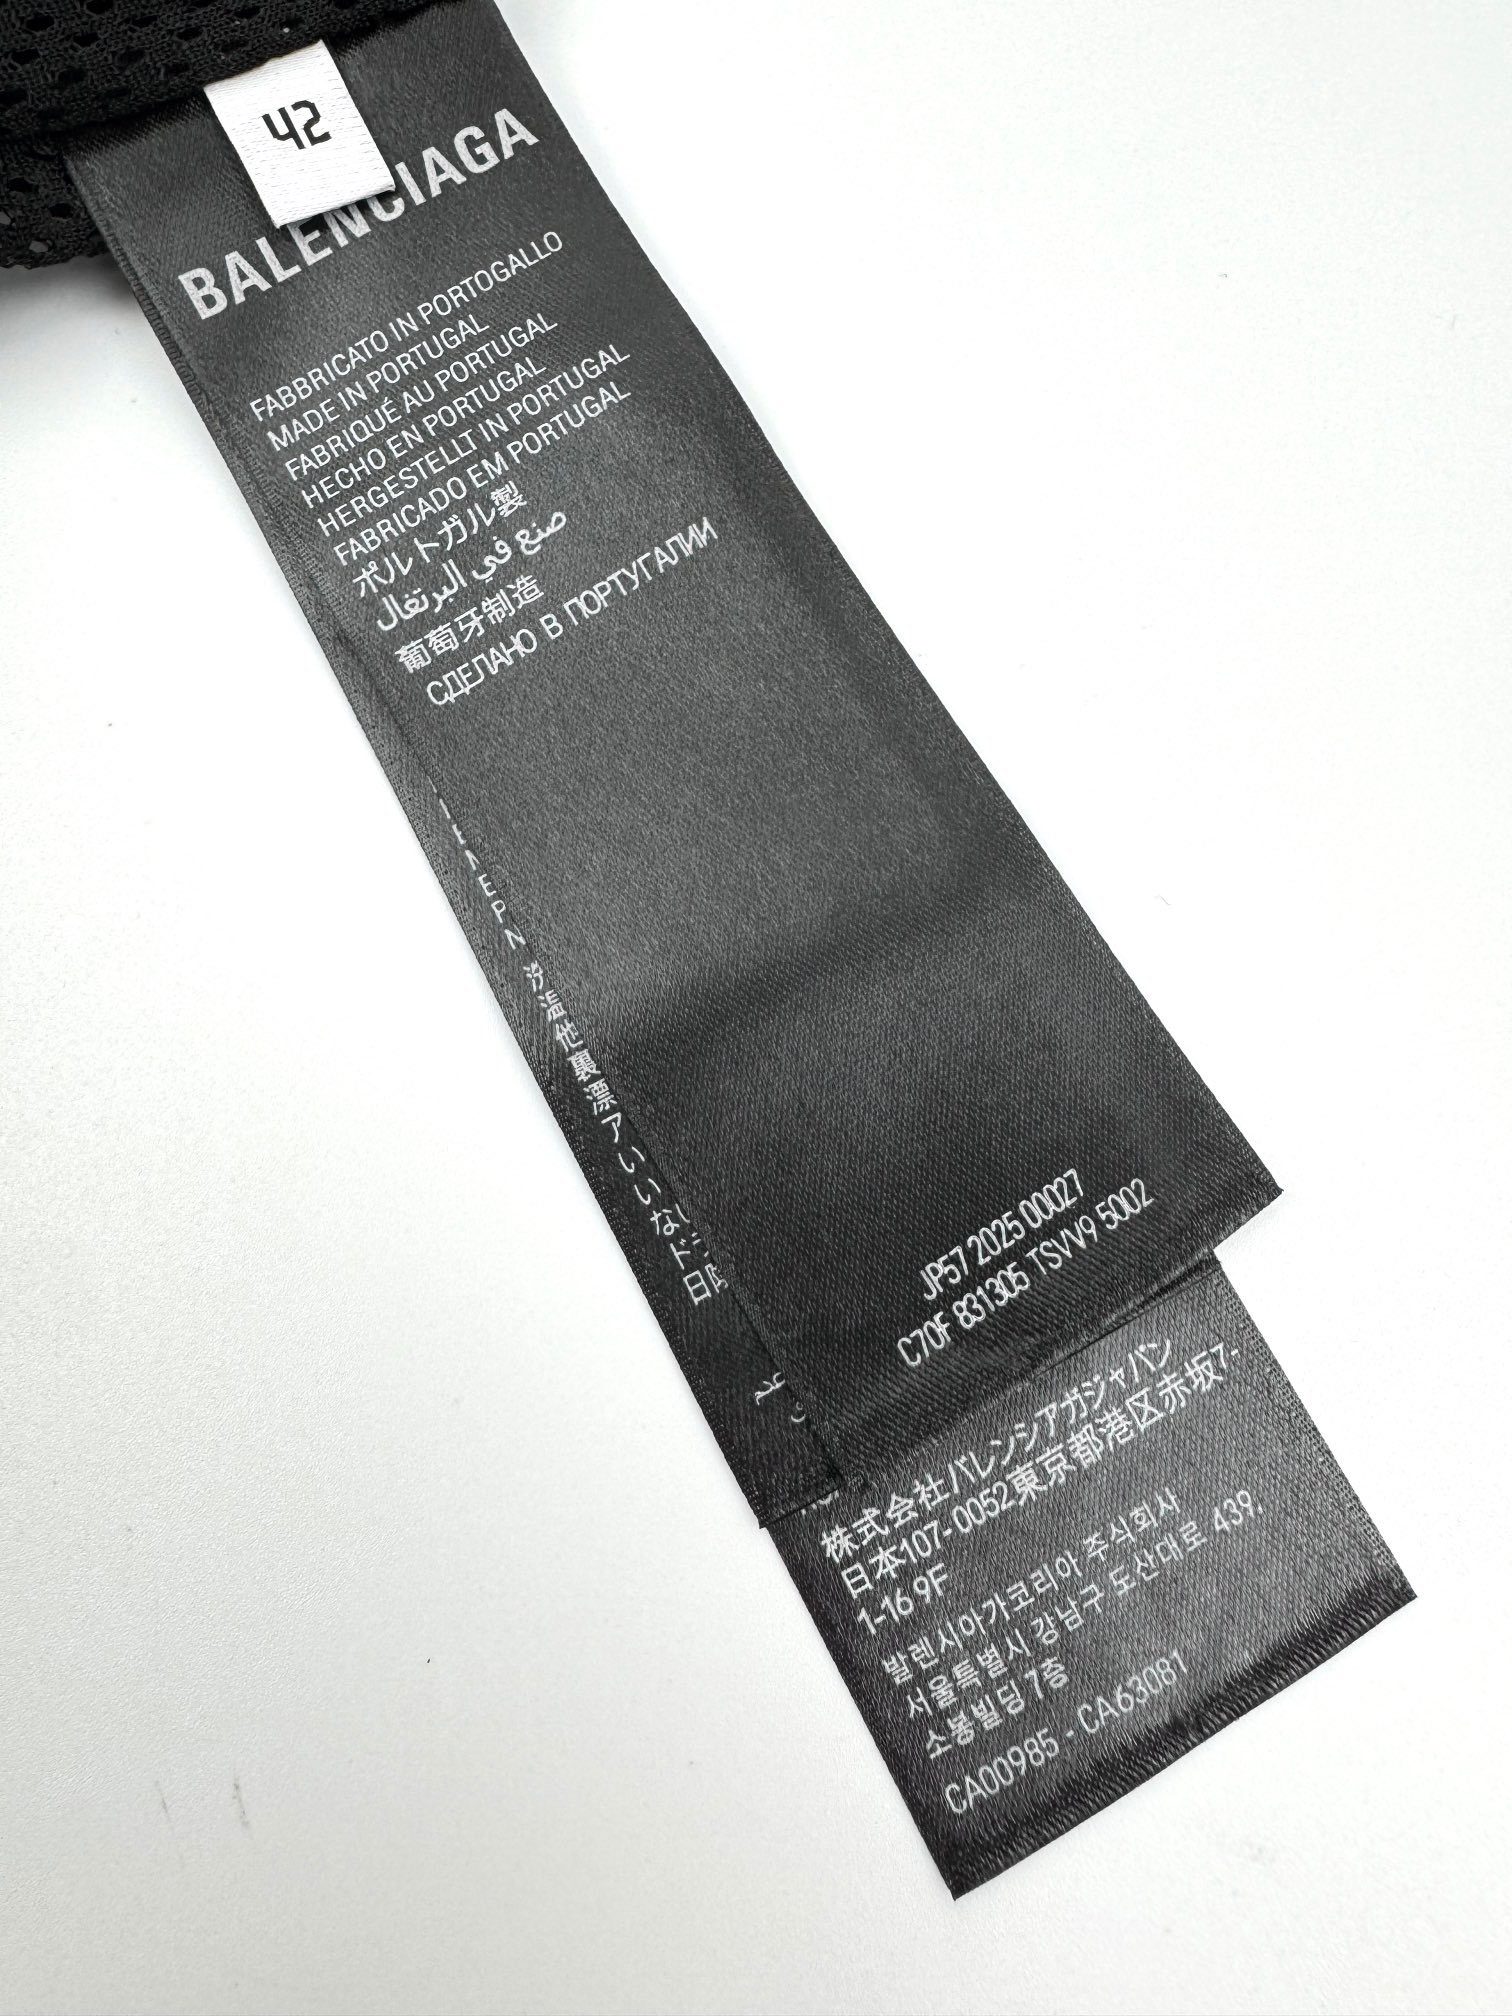 42
BALENCIAGA
FABBRICATO IN PORTOGALLO
MADE IN PORTUGAL
FABRIQUÉ AU PORTUGAL
HECHO EN PORTUGAL
HERGESTELLT IN PORTUGAL
FABRICADO EM PORTUGAL
ポルトガル製
صنع في البرتغال
葡萄牙制造
СДЕЛАНО В ПОРТУГАЛИИ
JP57 2025 00027
C70F 831305 TSVV9 5002
株式会社バレンシアガジャパン
日本107-0052東京都港区赤坂7-
1-16 9F
발렌시아가코리아 주식회사
서울특별시 강남구 도산대로 439,
소봉빌딩 7층
CA00985 - CA63081